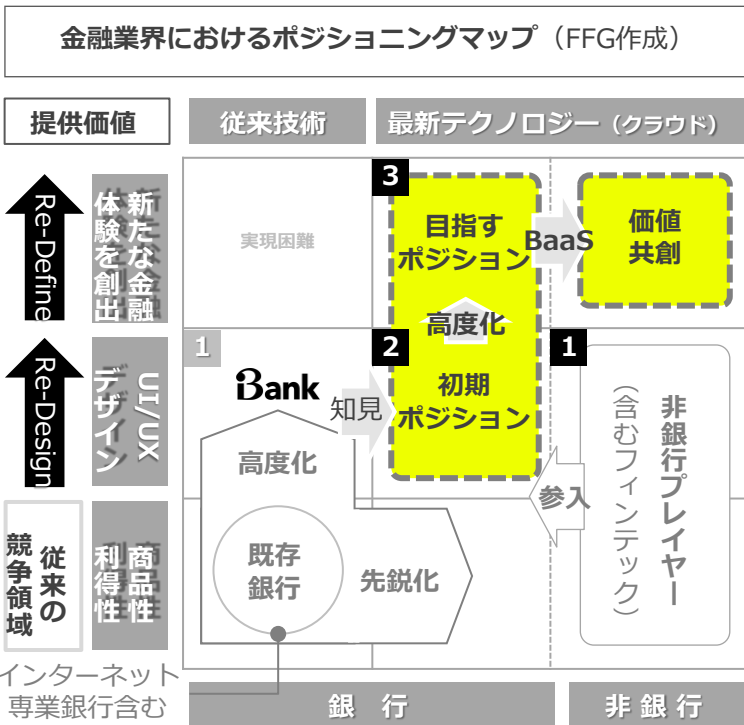 金融業界におけるポジショニングマップ（FFG作成）
提供価値
従来技術
最新テクノロジー（クラウド）
Re-Define
新たな金融
体験を創出
実現困難
3
目指す
ポジション
BaaS
価値
共創
高度化
Re-Design
UI/UX
デザイン
1
iBank
知見
2
初期
ポジション
1
非銀行プレイヤー
（含むフィンテック）
高度化
参入
従来の
競争領域
商品性
利得性
既存
銀行
先鋭化
インターネット
専業銀行含む
銀 行
非 銀 行